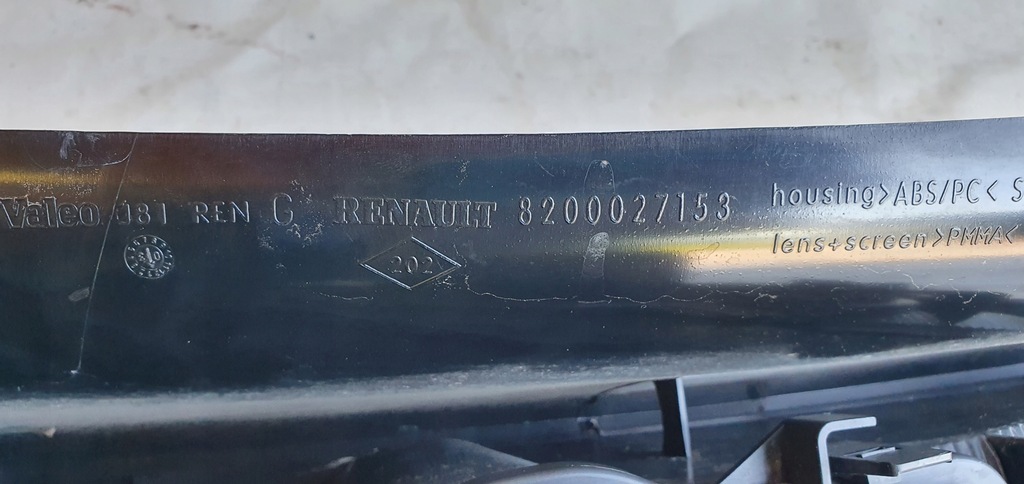 Valeo 081 REN G RENAULT 8200027153 housing>ABS/PC< S
202 lens+screen>PMMA<